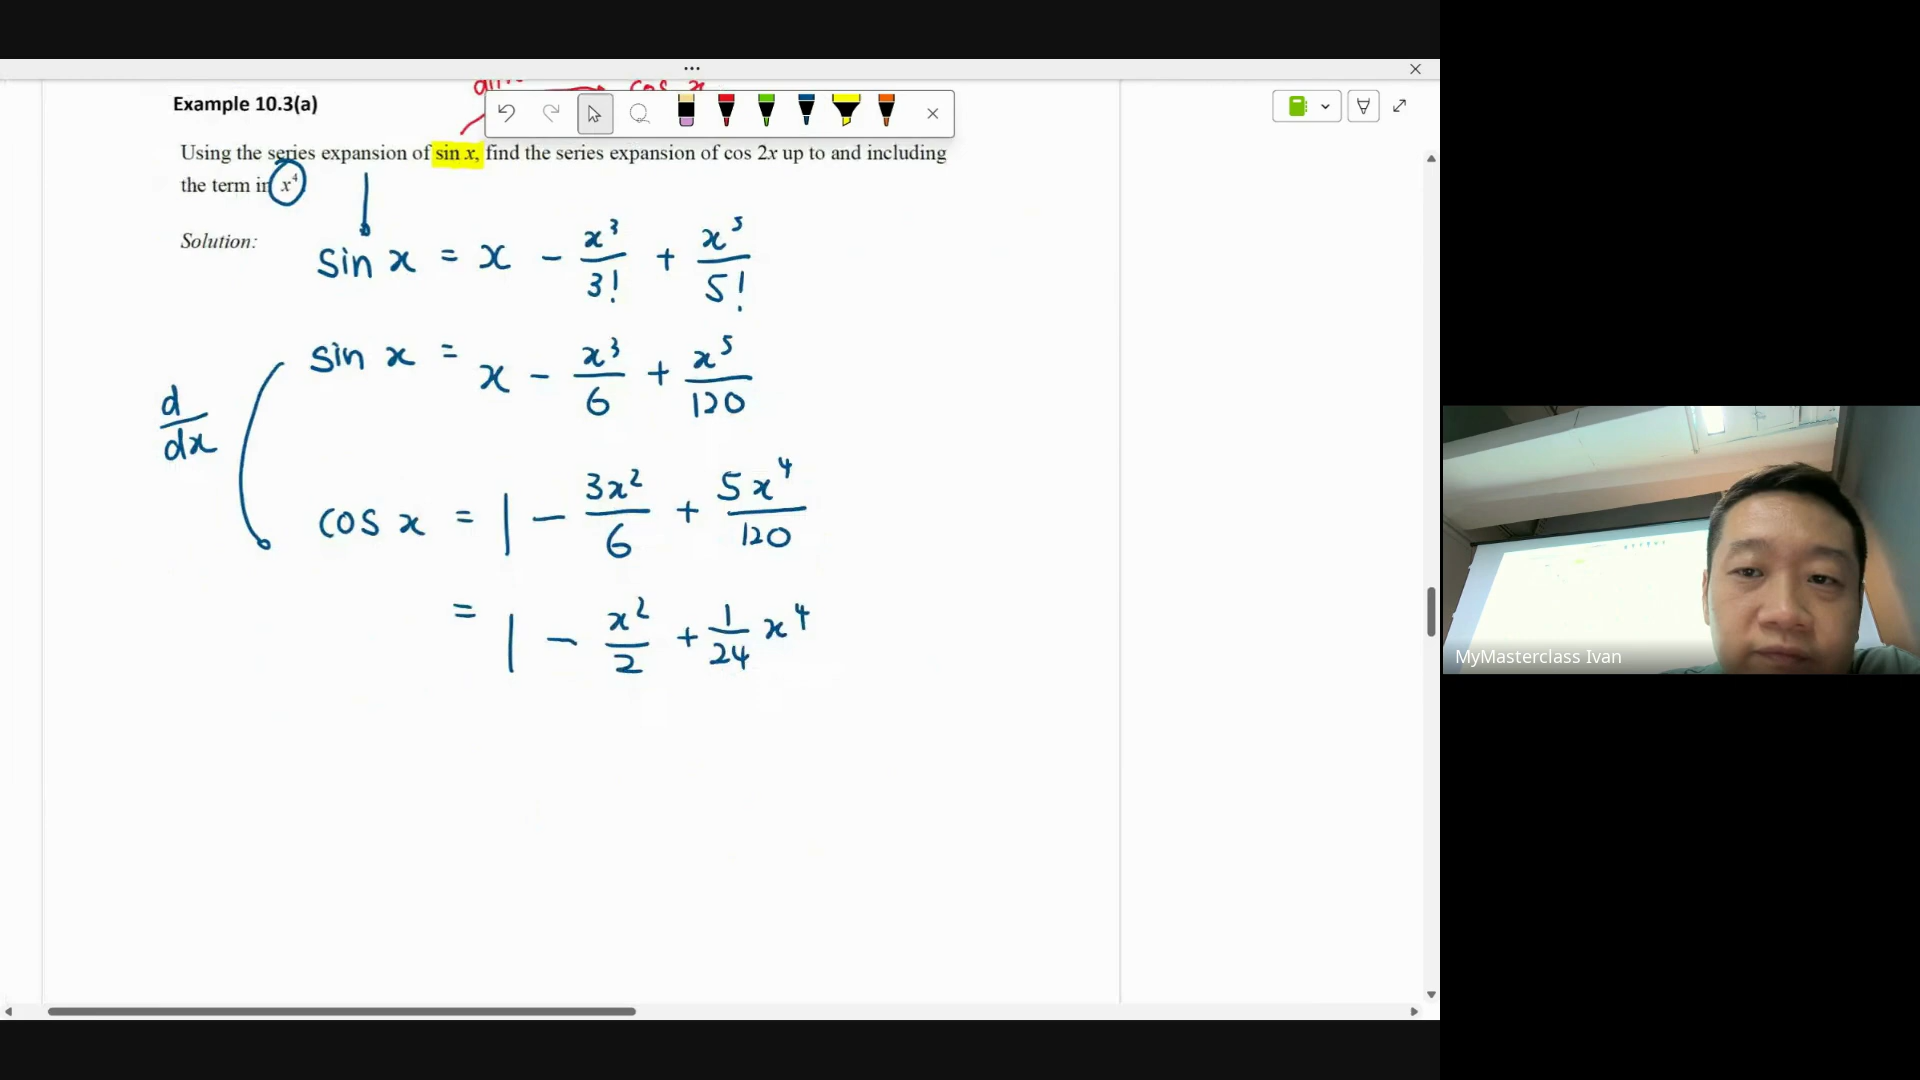 Example 10.3(a)
cos x
Using the series expansion of sin x, find the series expansion of cos 2x up to and including
the term in x⁴
Solution:
sin x = x - x³/3! + x⁵/5!
sin x = x - x³/6 + x⁵/120
d/dx
cos x = 1 - 3x²/6 + 5x⁴/120
= 1 - x²/2 + 1/24 x⁴
MyMasterclass Ivan